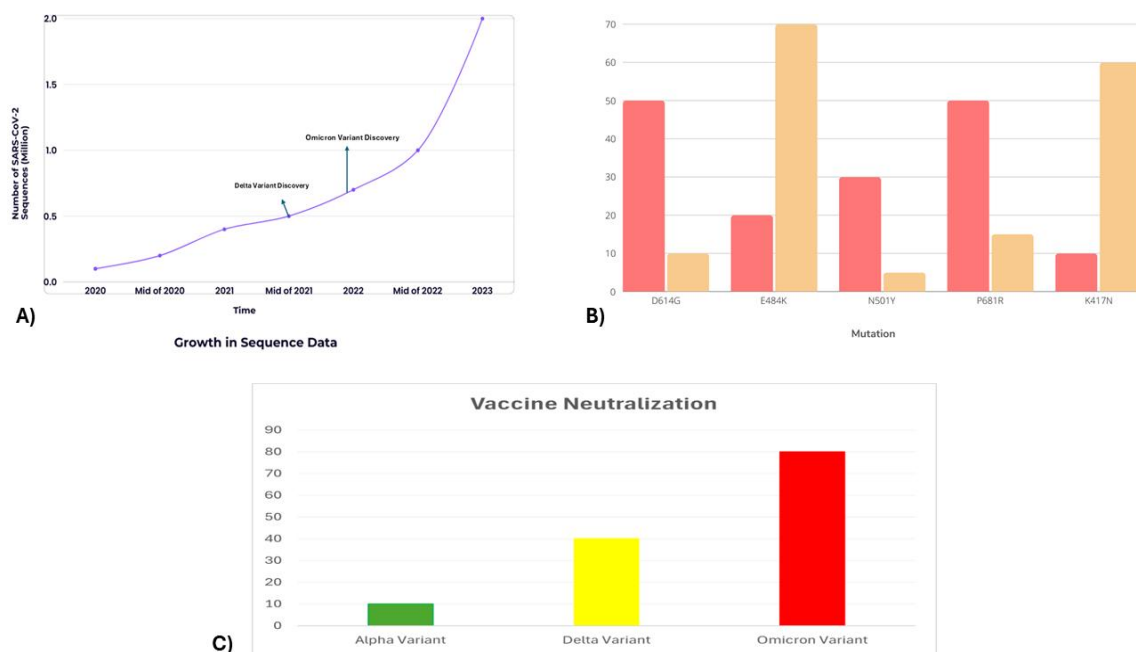 2.0
1.5
1.0
0.5
0.0
Number of SARS-CoV-2
Sequences (Million)
Omicron Variant Discovery
Delta Variant Discovery
2020 Mid of 2020 2021 Mid of 2021 2022 Mid of 2022 2023
Time
A)
Growth in Sequence Data
70
60
50
40
30
20
10
0
D614G E484K N501Y P681R K417N
B)
Mutation
Vaccine Neutralization
90
80
70
60
50
40
30
20
10
0
Alpha Variant Delta Variant Omicron Variant
C)